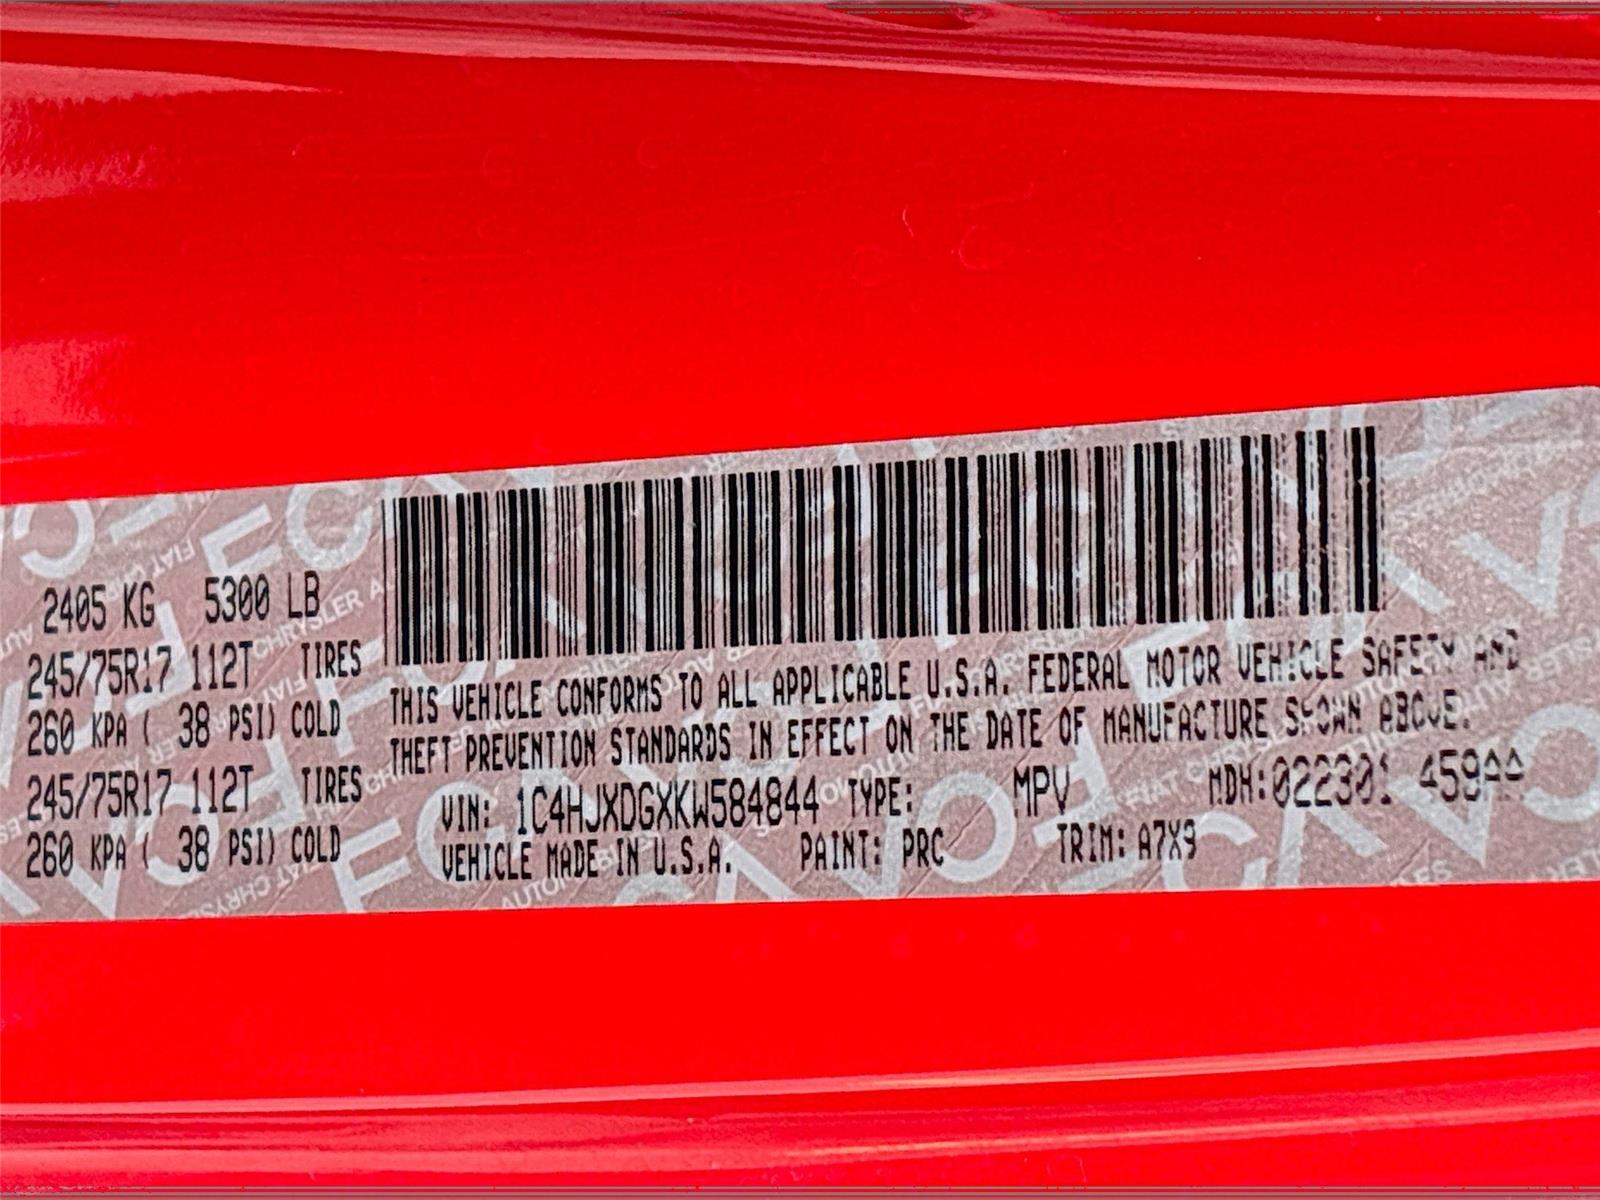 2405 KG 5300 LB
245/75R17 112T TIRES
260 KPA ( 38 PSI) COLD
245/75R17 112T TIRES
260 KPA ( 38 PSI) COLD
THIS VEHICLE CONFORMS TO ALL APPLICABLE U.S.A. FEDERAL MOTOR VEHICLE SAFETY AND
THEFT PREVENTION STANDARDS IN EFFECT ON THE DATE OF MANUFACTURE SHOWN ABOVE.
VIN: 1C4HJXDGXKW584844 TYPE: MPV MDH:022301 459AA
VEHICLE MADE IN U.S.A. PAINT: PRC TRIM: A7X9